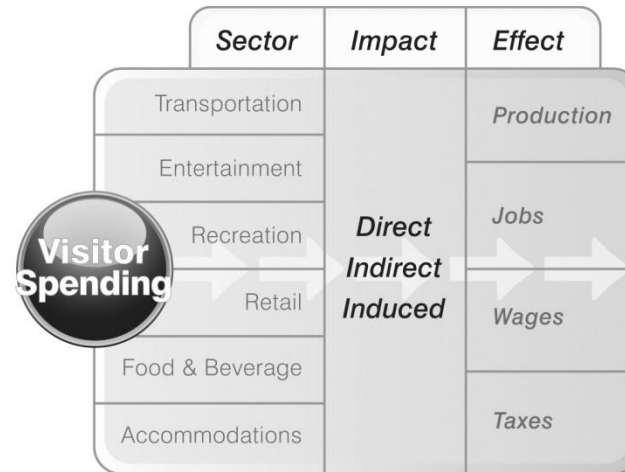 Sector Impact Effect
Transportation
Entertainment
Recreation
Retail
Food & Beverage
Accommodations
Visitor
Spending
Direct
Indirect
Induced
Production
Jobs
Wages
Taxes